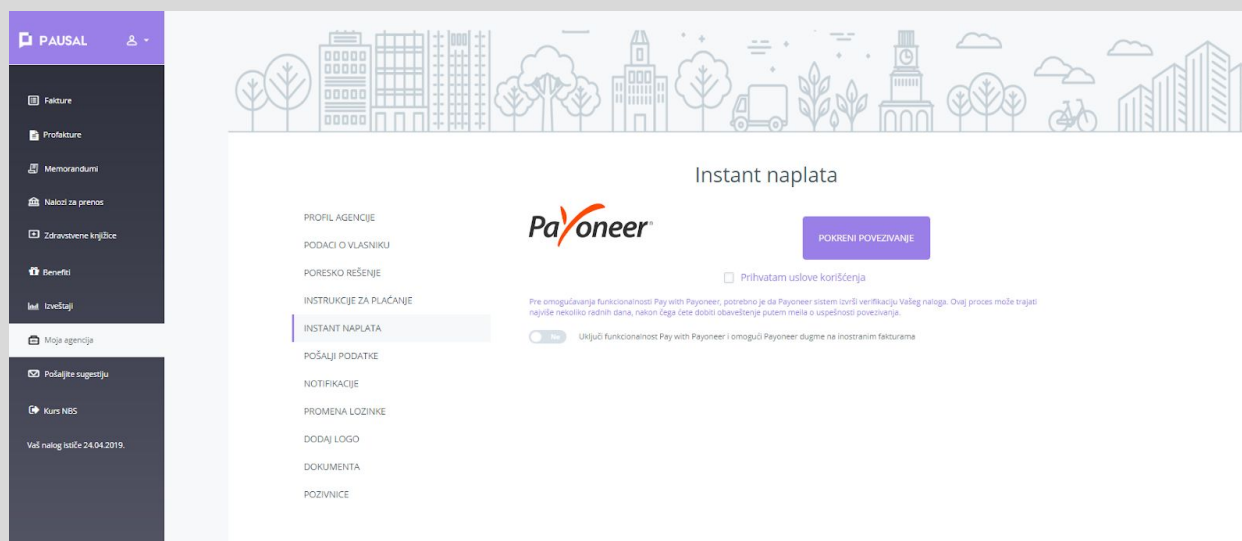 PAUSAL
Fakture
Profakture
Memorandumi
Nalozi za prenos
Zdravstvene knjižice
Benefiti
Izveštaji
Moja agencija
Pošaljite sugestiju
Kurs NBS
Vaš nalog ističe 24.04.2019.
Instant naplata
PROFIL AGENCIJE
PODACI O VLASNIKU
PORESKO REŠENJE
INSTRUKCIJE ZA PLAĆANJE
INSTANT NAPLATA
POŠALJI PODATKE
NOTIFIKACIJE
PROMENA LOZINKE
DODAJ LOGO
DOKUMENTA
POZIVNICE
Payoneer
POKRENI POVEZIVANJE
Prihvatam uslove korišćenja
Pre omogućavanja funkcionalnosti Pay with Payoneer, potrebno je da Payoneer sistem izvrši verifikaciju Vašeg naloga. Ovaj proces može trajati
najviše nekoliko radnih dana, nakon čega ćete dobiti obaveštenje putem meila o uspešnosti povezivanja.
Uključi funkcionalnost Pay with Payoneer i omogući Payoneer dugme na inostranim fakturama